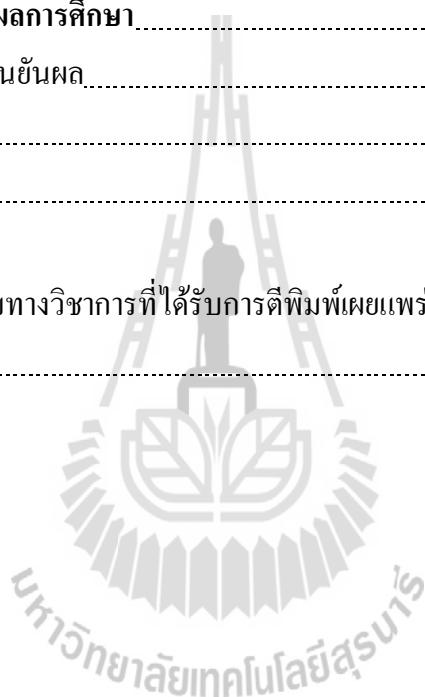 ผลการศึกษา
ยันผล
ทางวิชาการที่ได้รับการตีพิมพ์เผยแพร่
มหาวิทยาลัยเทคโนโลยีสุรนารี